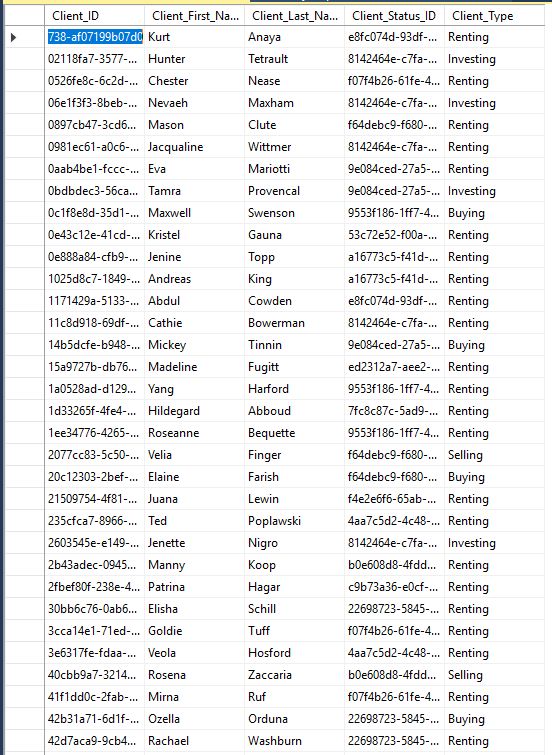 Client_ID Client_First_Na... Client_Last_Na... Client_Status_ID Client_Type
738-af07199b07d0 Kurt Anaya e8fc074d-93df-... Renting
02118fa7-3577-... Hunter Tetrault 8142464e-c7fa-... Investing
0526fe8c-6c2d-... Chester Nease f07f4b26-61fe-4... Renting
06e1f3f3-8beb-... Nevaeh Maxham 8142464e-c7fa-... Investing
0897cb47-3cd6... Mason Clute f64debc9-f680-... Renting
0981ec61-a0c6-... Jacqualine Wittmer 8142464e-c7fa-... Renting
0aab4be1-fccc-... Eva Mariotti 9e084ced-27a5-... Renting
0bdbdec3-56ca... Tamra Provencal 9e084ced-27a5-... Investing
0c1f8e8d-35d1-... Maxwell Swenson 9553f186-1ff7-4... Buying
0e43c12e-41cd-... Kristel Gauna 53c72e52-f00a-... Renting
0e888a84-cfb9-... Jenine Topp a16773c5-f41d-... Renting
1025d8c7-1849-... Andreas King a16773c5-f41d-... Renting
1171429a-5133-... Abdul Cowden e8fc074d-93df-... Renting
11c8d918-69df-... Cathie Bowerman 8142464e-c7fa-... Renting
14b5dcfe-b948-... Mickey Tinnin 9e084ced-27a5-... Buying
15a9727b-db76... Madeline Fugitt ed2312a7-aee2-... Renting
1a0528ad-d129... Yang Harford 9553f186-1ff7-4... Renting
1d33265f-4fe4-... Hildegard Abboud 7fc8c87c-5ad9-... Renting
1ee34776-4265-... Roseanne Bequette 9553f186-1ff7-4... Renting
2077cc83-5c50-... Velia Finger f64debc9-f680-... Selling
20c12303-2bef-... Elaine Farish f64debc9-f680-... Buying
21509754-4f81-... Juana Lewin f4e2e6f6-65ab-... Renting
235cfca7-8966-... Ted Poplawski 4aa7c5d2-4c48-... Renting
2603545e-e149-... Jenette Nigro 8142464e-c7fa-... Investing
2b43adec-0945... Manny Koop b0e608d8-4fdd... Renting
2fbef80f-238e-4... Patrina Hagar c9b73a36-e0cf-... Renting
30bb6c76-0ab6... Elisha Schill 22698723-5845-... Renting
3cca14e1-71ed-... Goldie Tuff f07f4b26-61fe-4... Renting
3e6317fe-fdaa-... Veola Hosford 4aa7c5d2-4c48-... Renting
40cbb9a7-3214... Rosena Zaccaria b0e608d8-4fdd... Selling
41f1dd0c-2fab-... Mirna Ruf f07f4b26-61fe-4... Renting
42b31a71-6d1f-... Ozella Orduna 22698723-5845-... Buying
42d7aca9-9cb4... Rachael Washburn 22698723-5845-... Renting